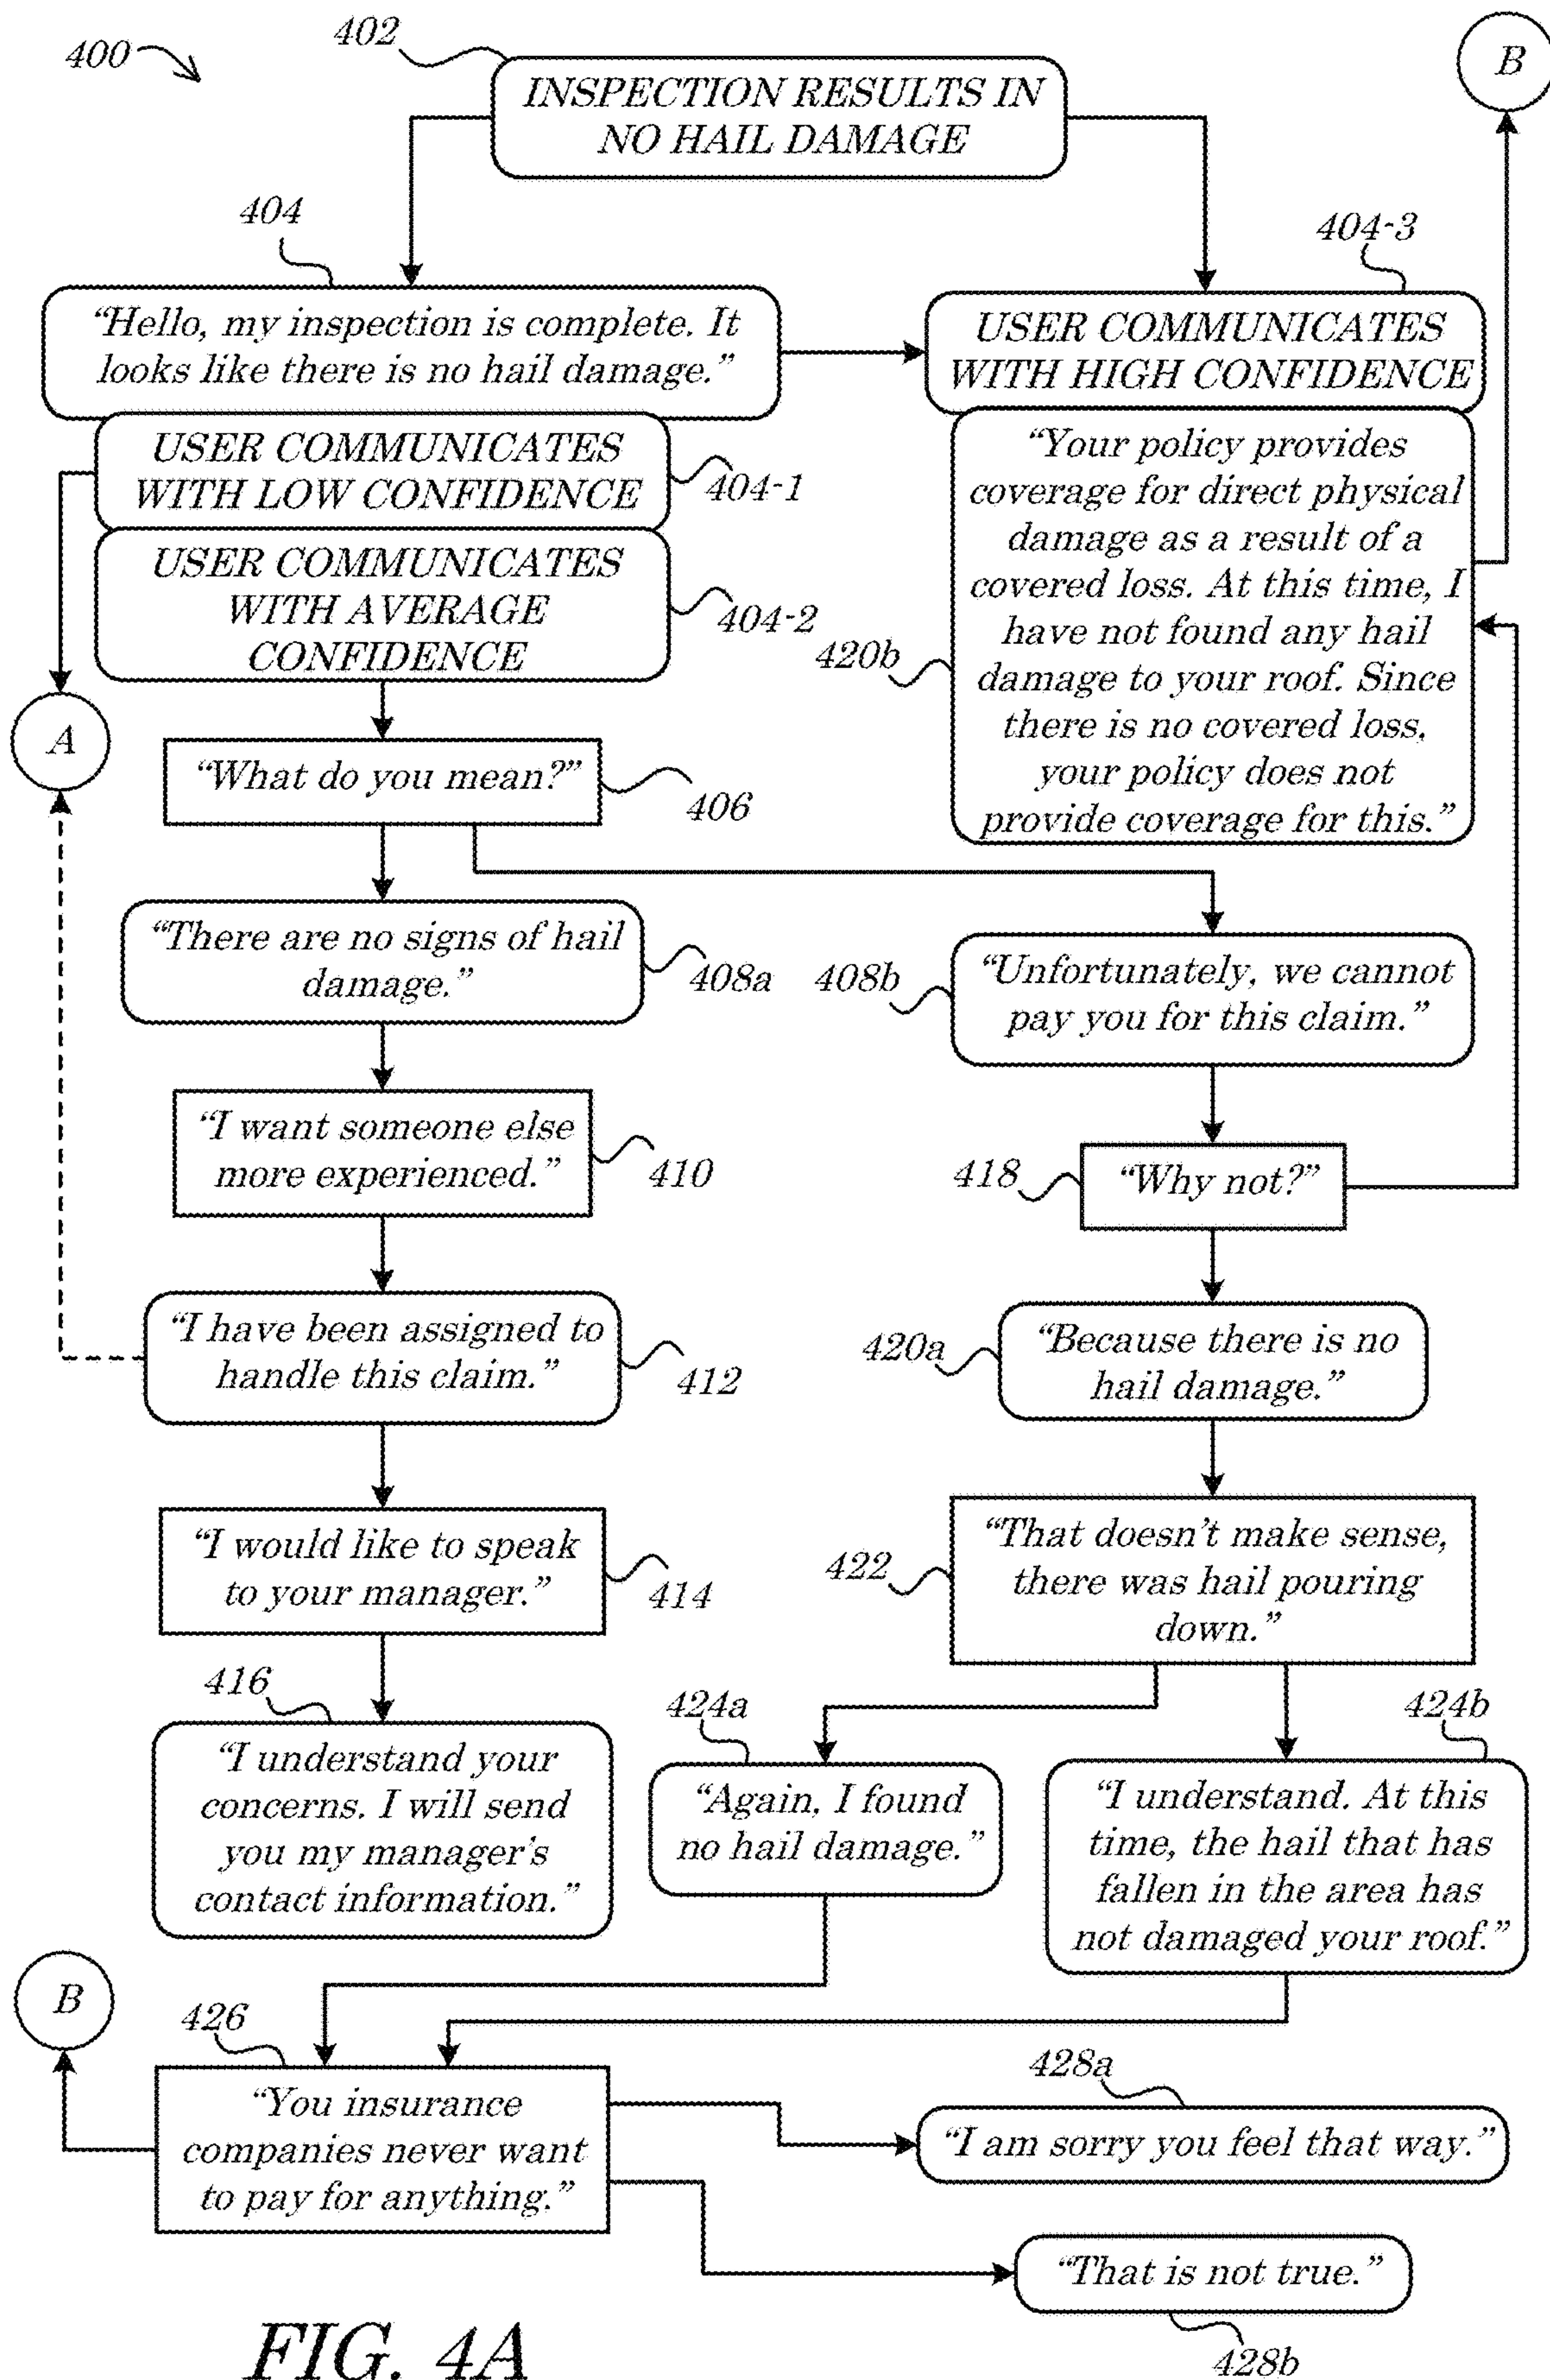 400
402
B
INSPECTION RESULTS IN
NO HAIL DAMAGE
404
404-3
“Hello, my inspection is complete. It
looks like there is no hail damage.”
USER COMMUNICATES
WITH HIGH CONFIDENCE
USER COMMUNICATES
WITH LOW CONFIDENCE
404-1
USER COMMUNICATES
WITH AVERAGE
CONFIDENCE
404-2
“Your policy provides
coverage for direct physical
damage as a result of a
covered loss. At this time, I
have not found any hail
damage to your roof. Since
there is no covered loss,
your policy does not
provide coverage for this.”
420b
A
“What do you mean?”
406
“There are no signs of hail
damage.”
408a
408b
“Unfortunately, we cannot
pay you for this claim.”
“I want someone else
more experienced.”
410
418
“Why not?”
“I have been assigned to
handle this claim.”
412
420a
“Because there is no
hail damage.”
“I would like to speak
to your manager.”
414
422
“That doesn’t make sense,
there was hail pouring
down.”
416
“I understand your
concerns. I will send
you my manager’s
contact information.”
424a
“Again, I found
no hail damage.”
424b
“I understand. At this
time, the hail that has
fallen in the area has
not damaged your roof.”
B
426
“You insurance
companies never want
to pay for anything.”
428a
“I am sorry you feel that way.”
“That is not true.”
428b
FIG. 4A